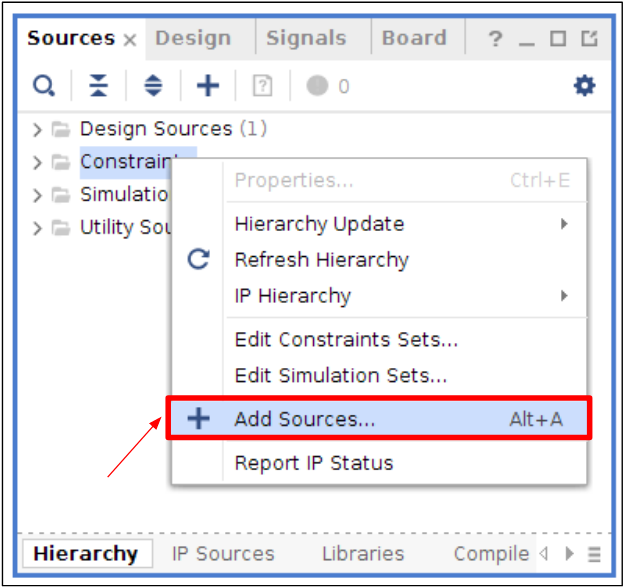 Sources × Design Signals Board ? _
? 0
Design Sources (1)
Constraint
Simulatio
Utility Sou
Properties... Ctrl+E
Hierarchy Update
Refresh Hierarchy
IP Hierarchy
Edit Constraints Sets...
Edit Simulation Sets...
Add Sources... Alt+A
Report IP Status
Hierarchy IP Sources Libraries Compile